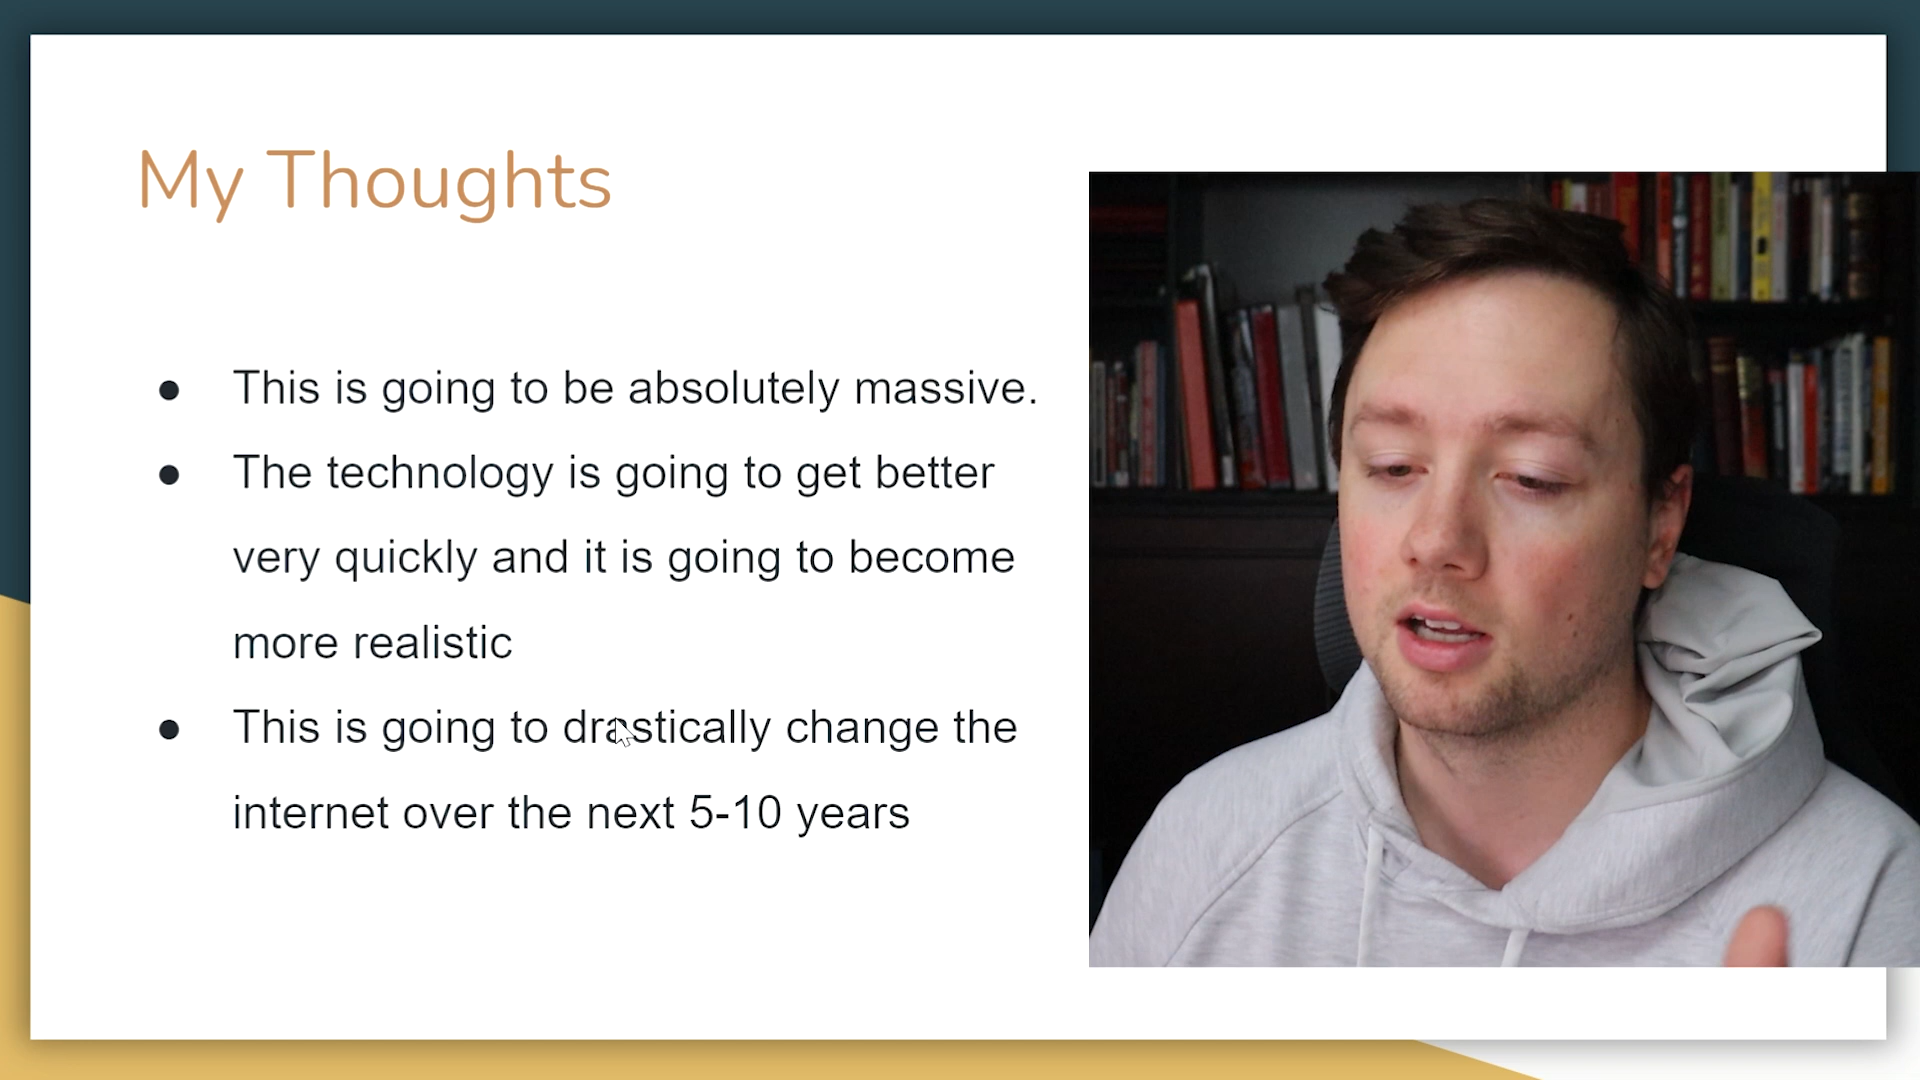 My Thoughts
● This is going to be absolutely massive.
● The technology is going to get better
very quickly and it is going to become
more realistic
● This is going to drastically change the
internet over the next 5-10 years